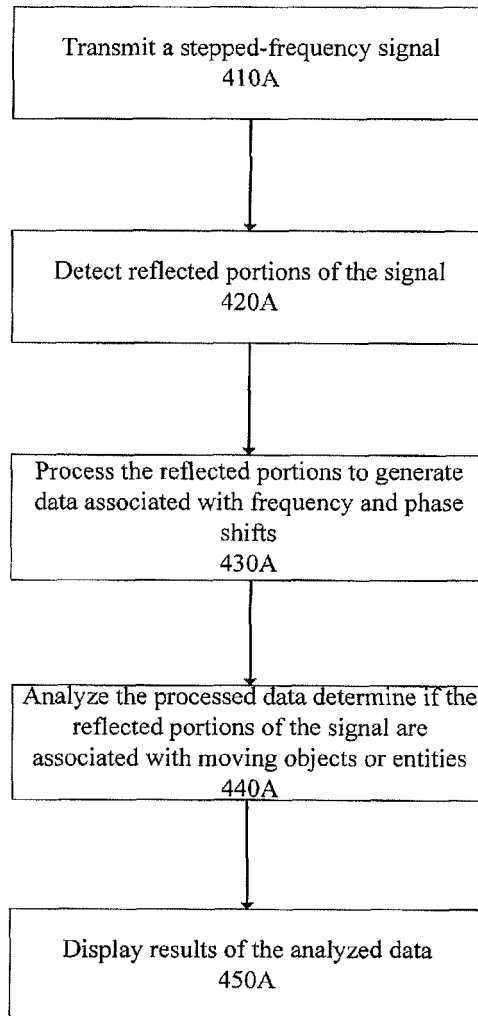 Transmit a stepped-frequency signal
410A
Detect reflected portions of the signal
420A
Process the reflected portions to generate
data associated with frequency and phase
shifts
430A
Analyze the processed data determine if the
reflected portions of the signal are
associated with moving objects or entities
440A
Display results of the analyzed data
450A